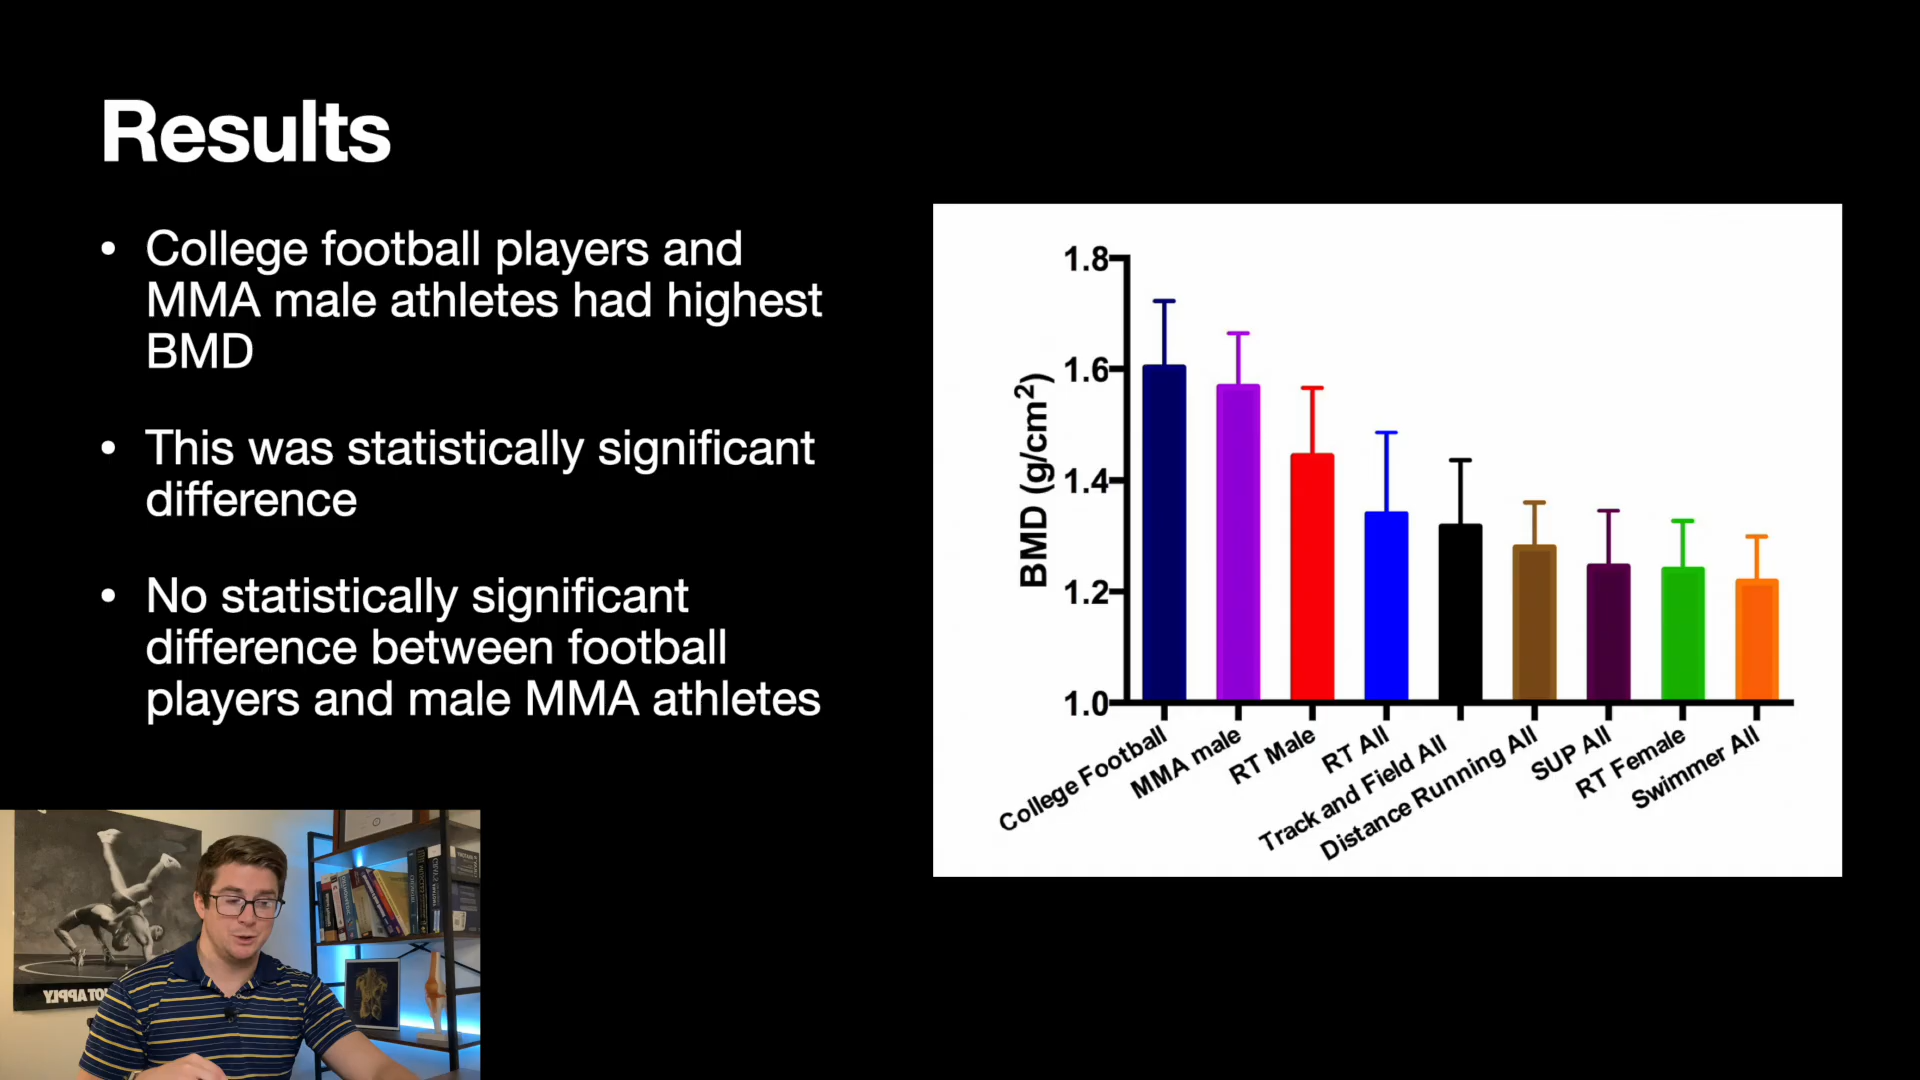 Results
• College football players and
MMA male athletes had highest
BMD
• This was statistically significant
difference
• No statistically significant
difference between football
players and male MMA athletes
BMD (g/cm²)
1.8
1.6
1.4
1.2
1.0
College Football
MMA male
RT Male
RT All
Track and Field All
Distance Running All
SUP All
RT Female
Swimmer All
NOT APPLY